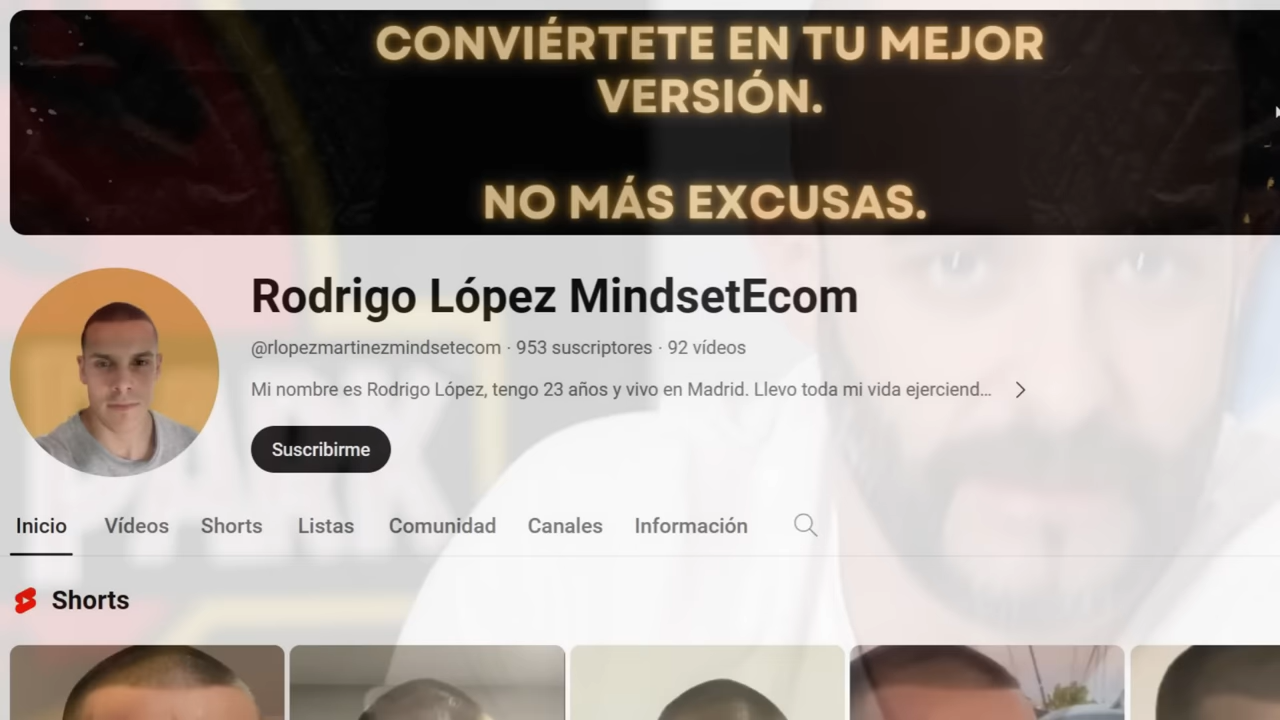 CONVIÉRTETE EN TU MEJOR
VERSIÓN.
NO MÁS EXCUSAS.
Rodrigo López MindsetEcom
@rlopezmartinezmindsetecom · 953 suscriptores · 92 vídeos
Mi nombre es Rodrigo López, tengo 23 años y vivo en Madrid. Llevo toda mi vida ejerciend...
Suscribirme
Inicio Vídeos Shorts Listas Comunidad Canales Información
Shorts